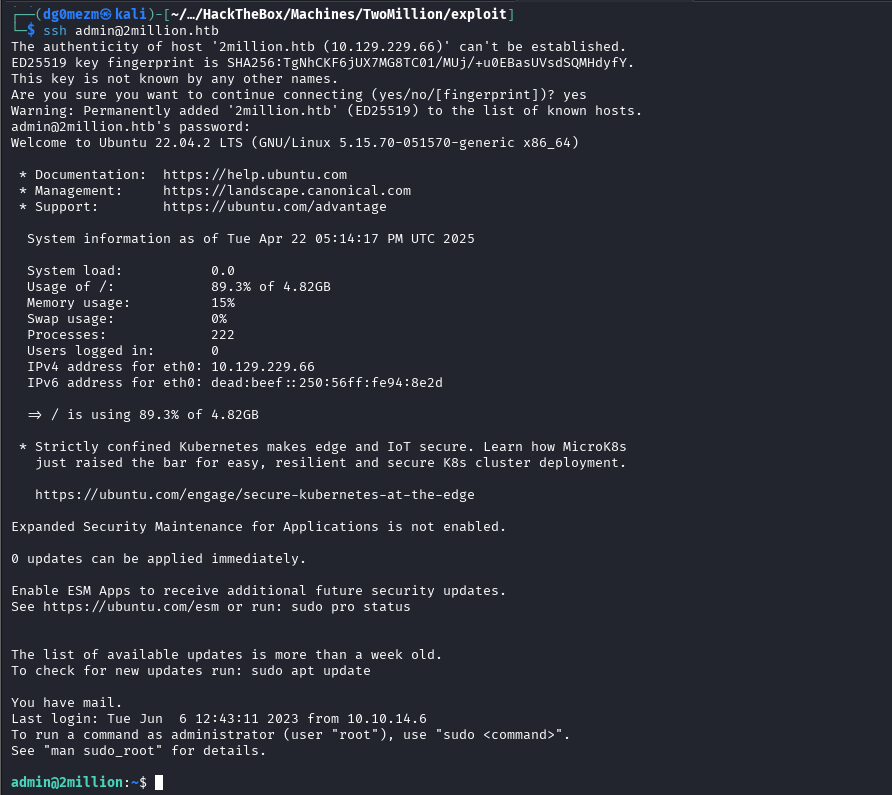 ┌──(dg0mezm㉿kali)-[~/…/HackTheBox/Machines/TwoMillion/exploit]
└─$ ssh admin@2million.htb
The authenticity of host '2million.htb (10.129.229.66)' can't be established.
ED25519 key fingerprint is SHA256:TgNhCKF6jUX7MG8TC01/MUj/+u0EBasUVsdSQMHdyfY.
This key is not known by any other names.
Are you sure you want to continue connecting (yes/no/[fingerprint])? yes
Warning: Permanently added '2million.htb' (ED25519) to the list of known hosts.
admin@2million.htb's password:
Welcome to Ubuntu 22.04.2 LTS (GNU/Linux 5.15.70-051570-generic x86_64)

 * Documentation:  https://help.ubuntu.com
 * Management:     https://landscape.canonical.com
 * Support:        https://ubuntu.com/advantage

  System information as of Tue Apr 22 05:14:17 PM UTC 2025

  System load:           0.0
  Usage of /:            89.3% of 4.82GB
  Memory usage:          15%
  Swap usage:            0%
  Processes:             222
  Users logged in:       0
  IPv4 address for eth0: 10.129.229.66
  IPv6 address for eth0: dead:beef::250:56ff:fe94:8e2d

  => / is using 89.3% of 4.82GB

 * Strictly confined Kubernetes makes edge and IoT secure. Learn how MicroK8s
   just raised the bar for easy, resilient and secure K8s cluster deployment.

   https://ubuntu.com/engage/secure-kubernetes-at-the-edge

Expanded Security Maintenance for Applications is not enabled.

0 updates can be applied immediately.

Enable ESM Apps to receive additional future security updates.
See https://ubuntu.com/esm or run: sudo pro status


The list of available updates is more than a week old.
To check for new updates run: sudo apt update

You have mail.
Last login: Tue Jun  6 12:43:11 2023 from 10.10.14.6
To run a command as administrator (user "root"), use "sudo <command>".
See "man sudo_root" for details.

admin@2million:~$